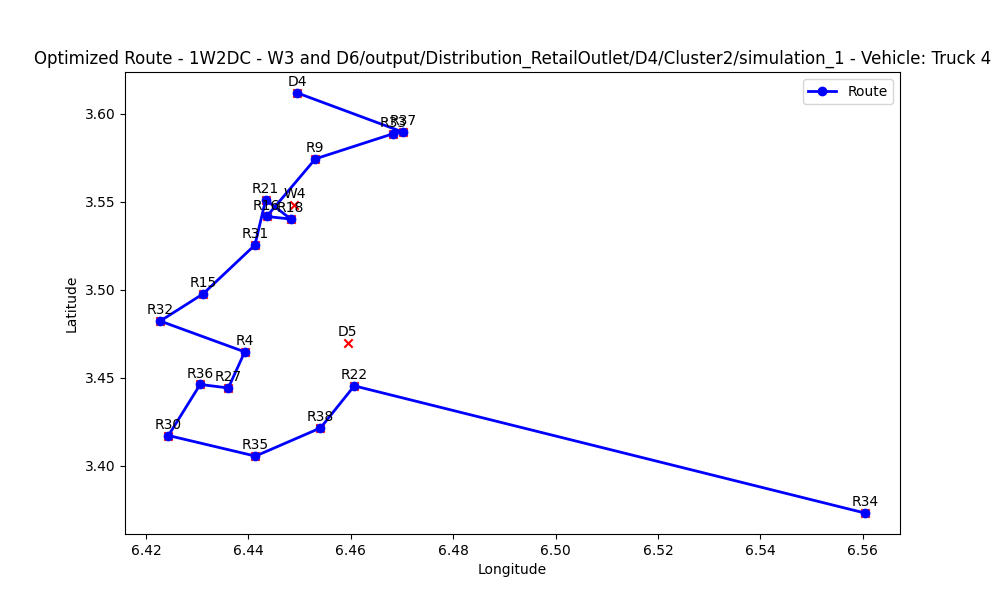 Optimized Route - 1W2DC - W3 and D6/output/Distribution_RetailOutlet/D4/Cluster2/simulation_1 - Vehicle: Truck 4
Route
D4
R33
R37
R9
R21
W4
R16
R18
R31
R15
R32
D5
R4
R36
R27
R22
R30
R38
R35
R34
3.60
3.55
3.50
3.45
3.40
Latitude
6.42 6.44 6.46 6.48 6.50 6.52 6.54 6.56
Longitude